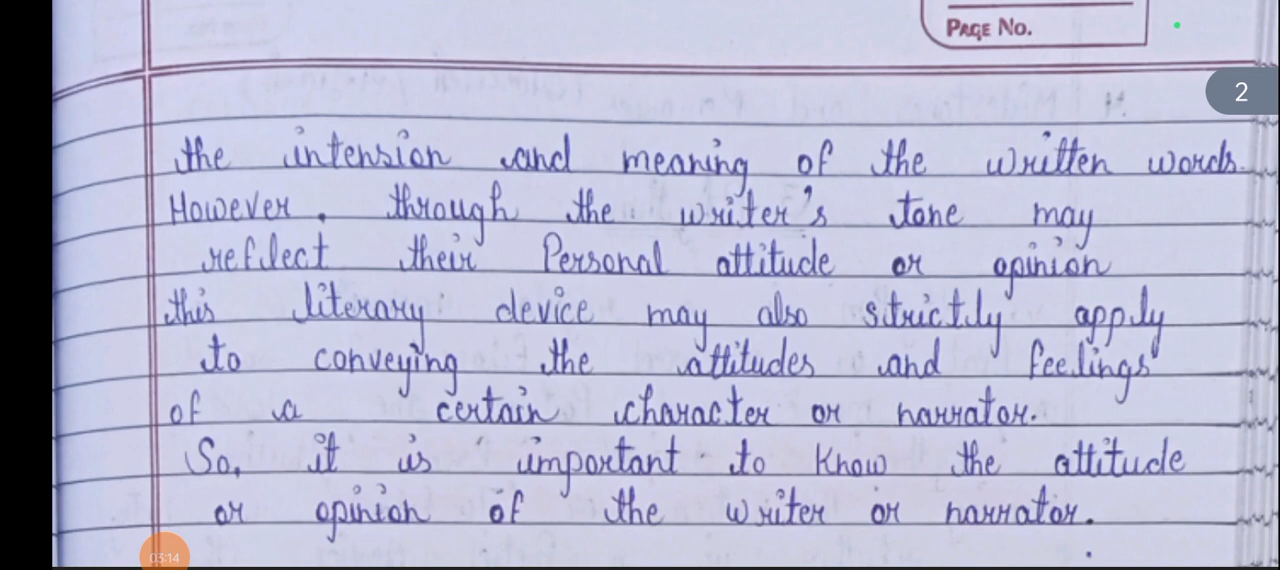 PAGE No.
2
the intension and meaning of the written words.
However, through the writer's tone may
reflect their Personal attitude or opinion
this literary device may also strictly apply
to conveying the attitudes and feelings
of a certain character or narrator.
So, it is important to know the attitude
or opinion of the writer or narrator.
03:14